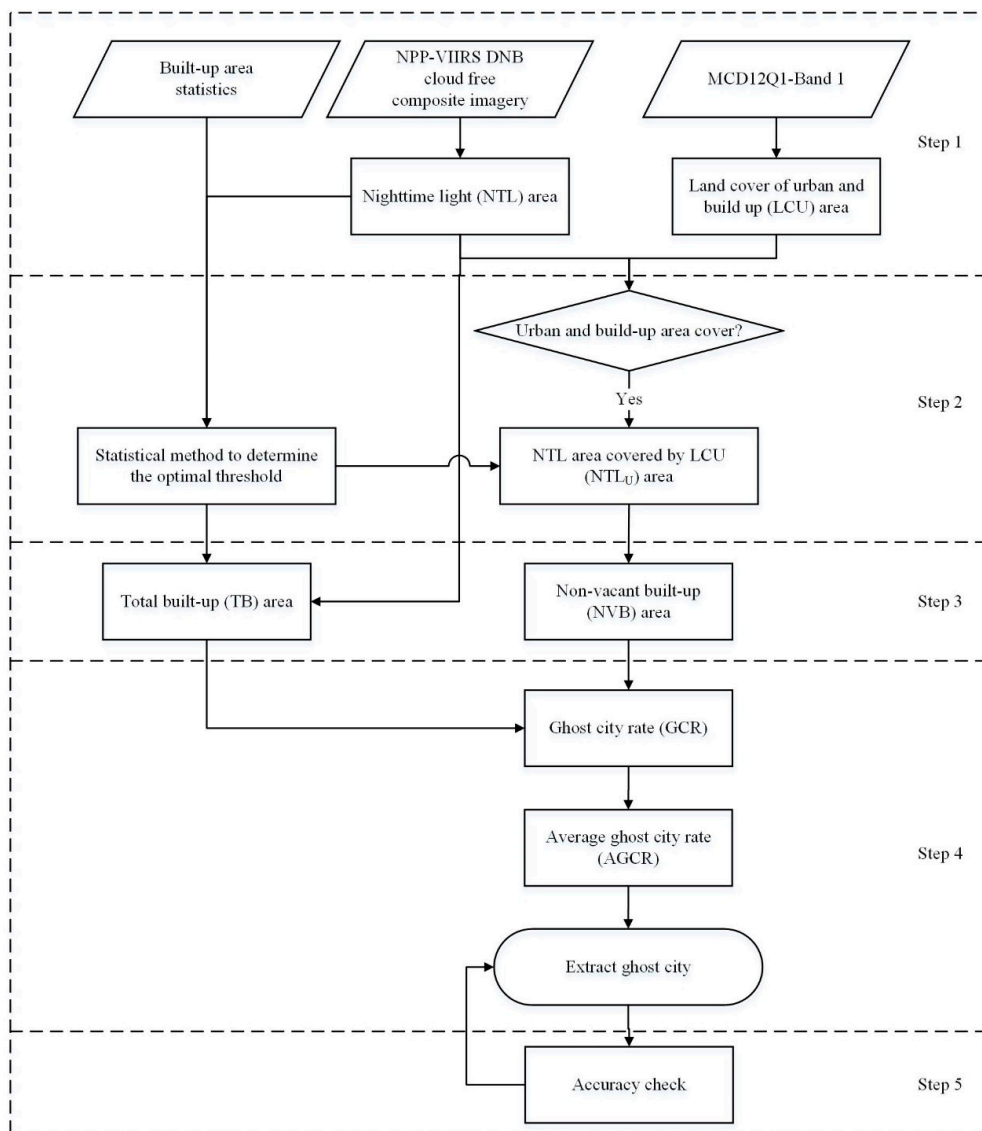 Built-up area
statistics
NPP-VIIRS DNB
cloud free
composite imagery
MCD12Q1-Band 1
Step 1
Nighttime light (NTL) area
Land cover of urban and
build up (LCU) area
Urban and build-up area cover?
Yes
Step 2
Statistical method to determine
the optimal threshold
NTL area covered by LCU
(NTLU) area
Total built-up (TB) area
Non-vacant built-up
(NVB) area
Step 3
Ghost city rate (GCR)
Average ghost city rate
(AGCR)
Step 4
Extract ghost city
Accuracy check
Step 5